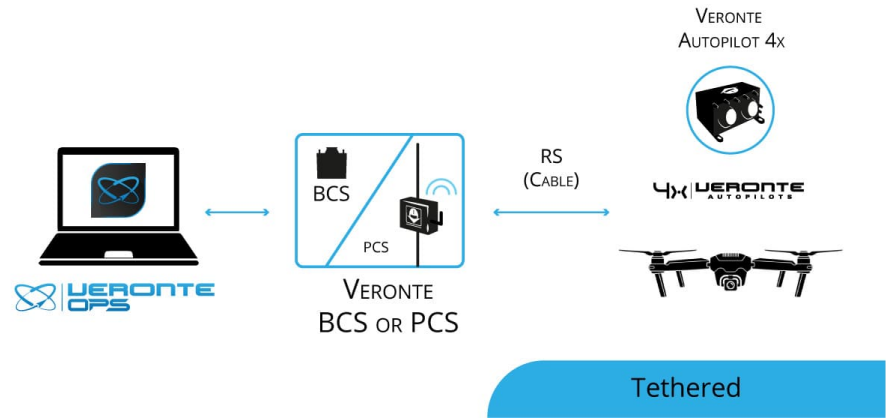 VERONTE
AUTOPILOT 4X
BCS
PCS
RS
(CABLE)
4X VERONTE
AUTOPILOTS
VERONTE
OPS
VERONTE
BCS OR PCS
Tethered